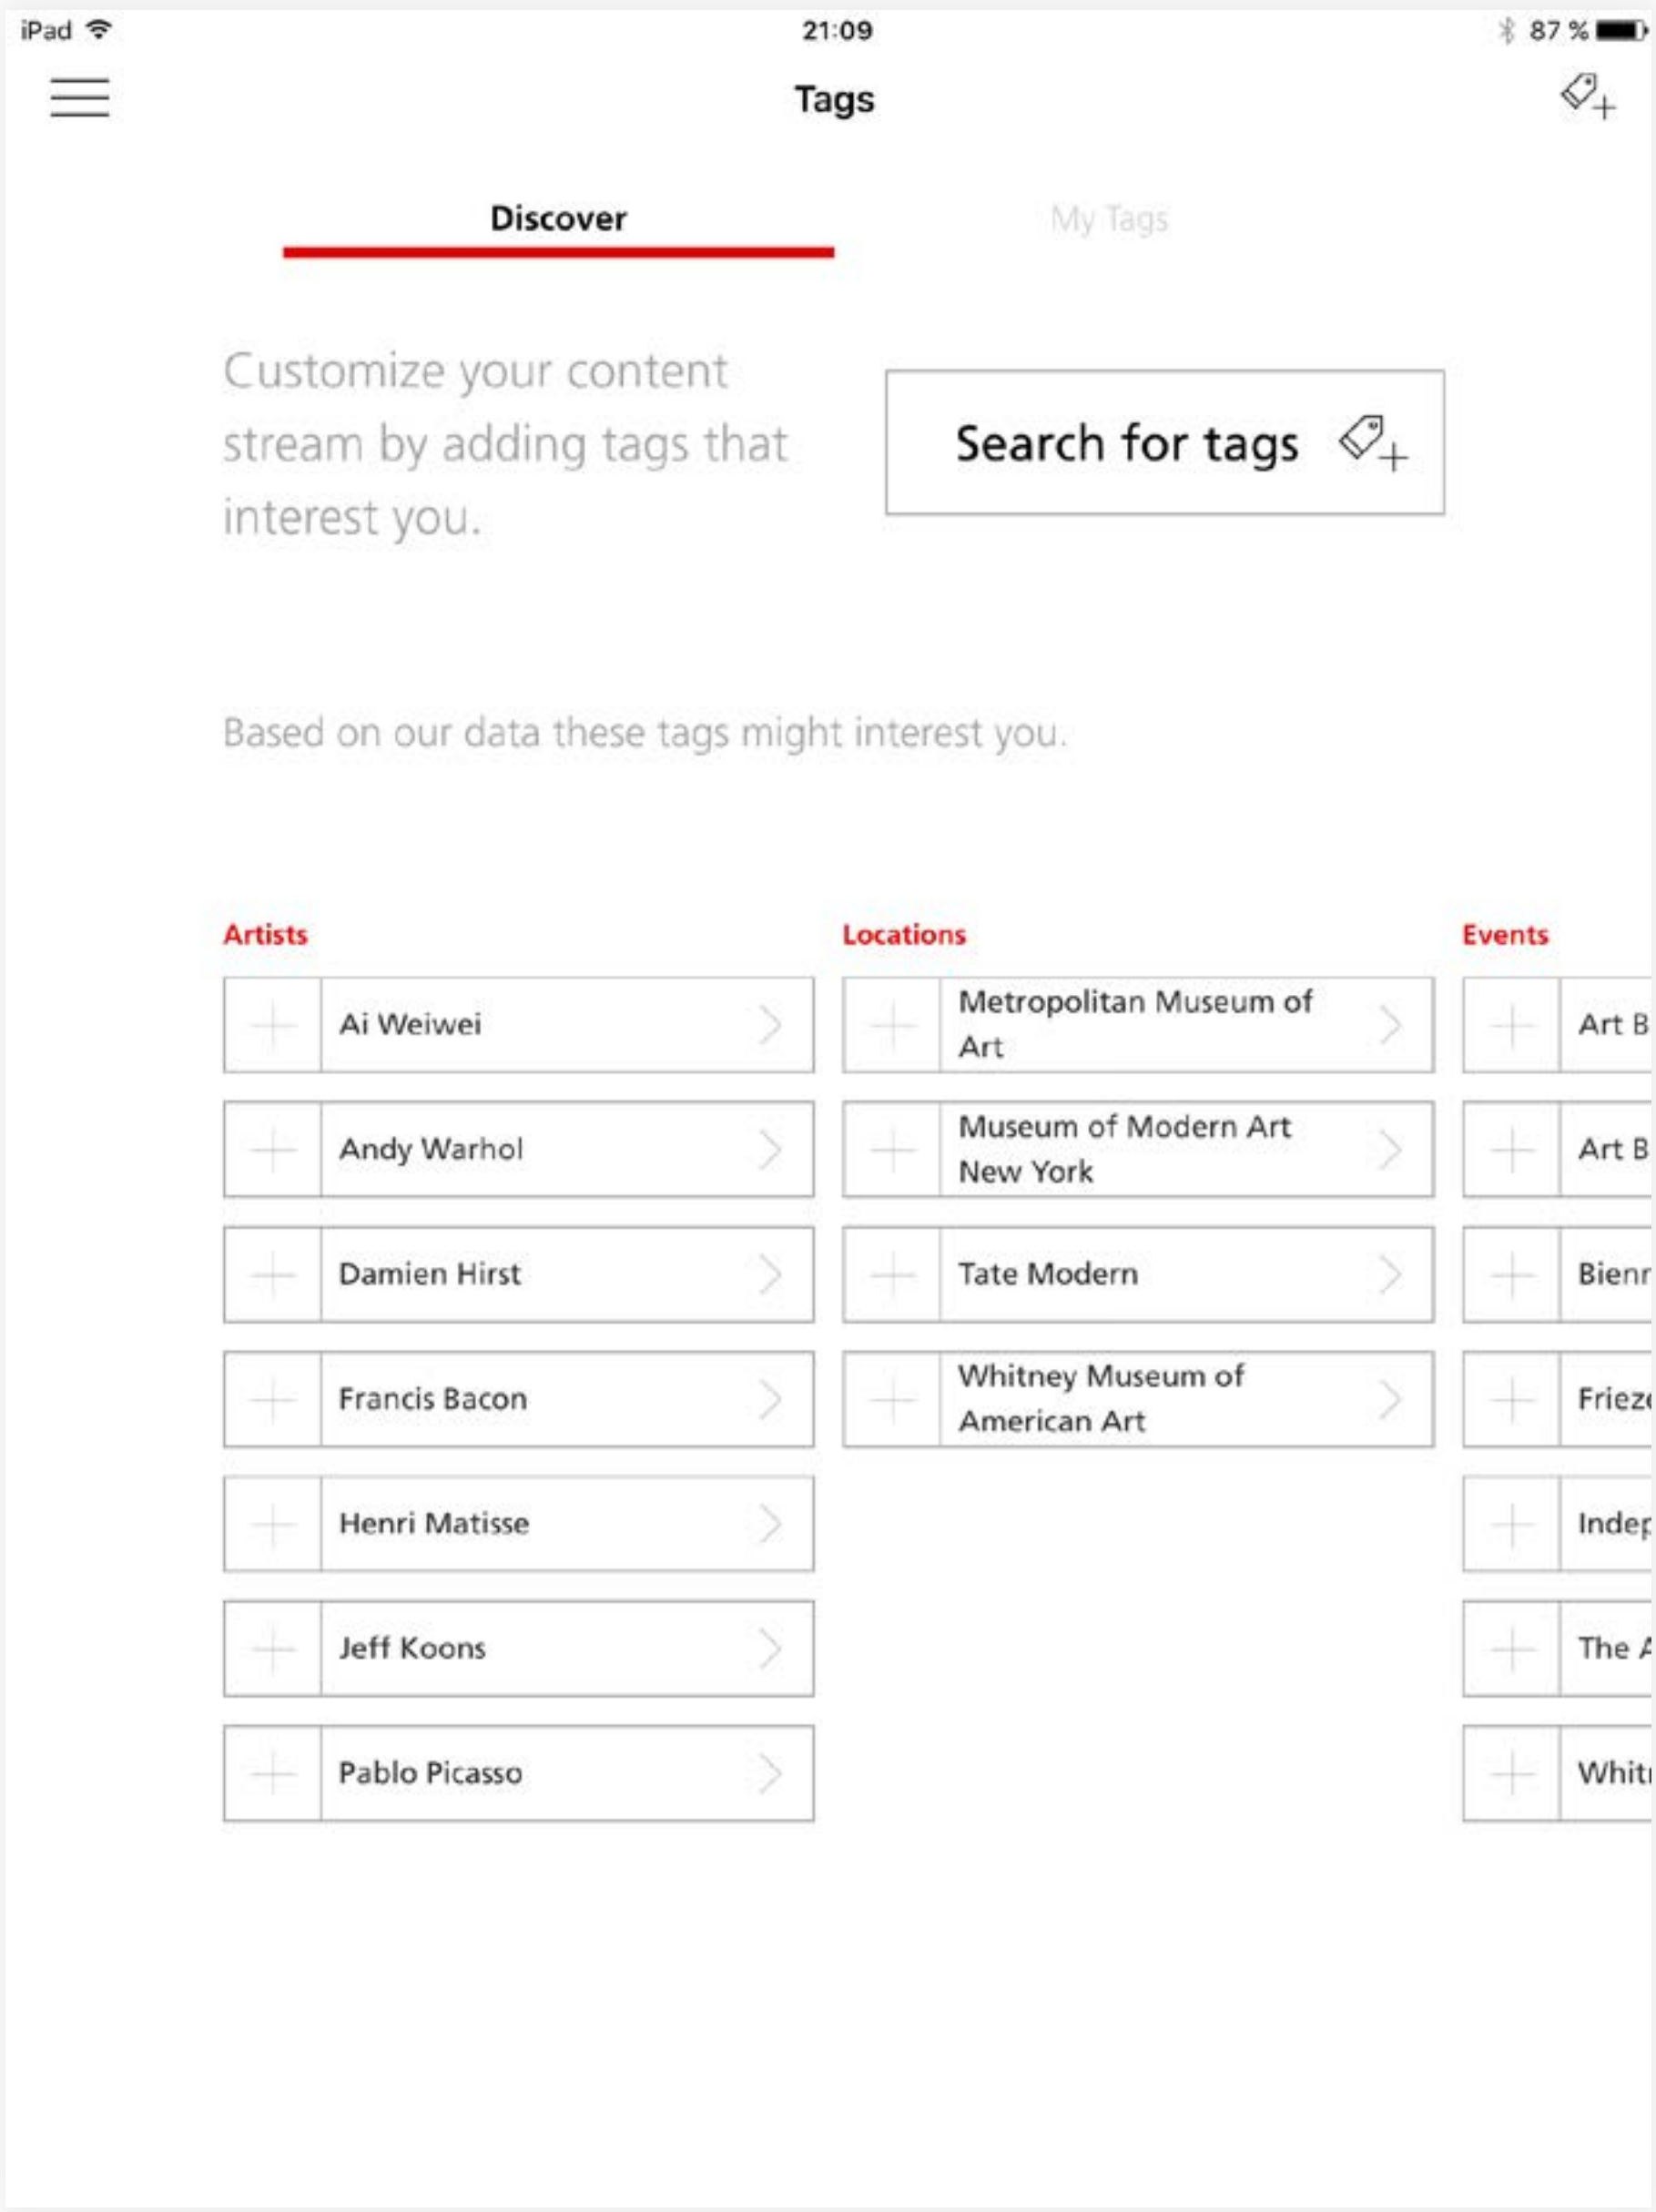 iPad
21:09
87 %
Tags
Discover
My Tags
Customize your content
stream by adding tags that
interest you.
Search for tags
Based on our data these tags might interest you.
Artists
Ai Weiwei
Andy Warhol
Damien Hirst
Francis Bacon
Henri Matisse
Jeff Koons
Pablo Picasso
Locations
Metropolitan Museum of
Art
Museum of Modern Art
New York
Tate Modern
Whitney Museum of
American Art
Events
Art B
Art B
The